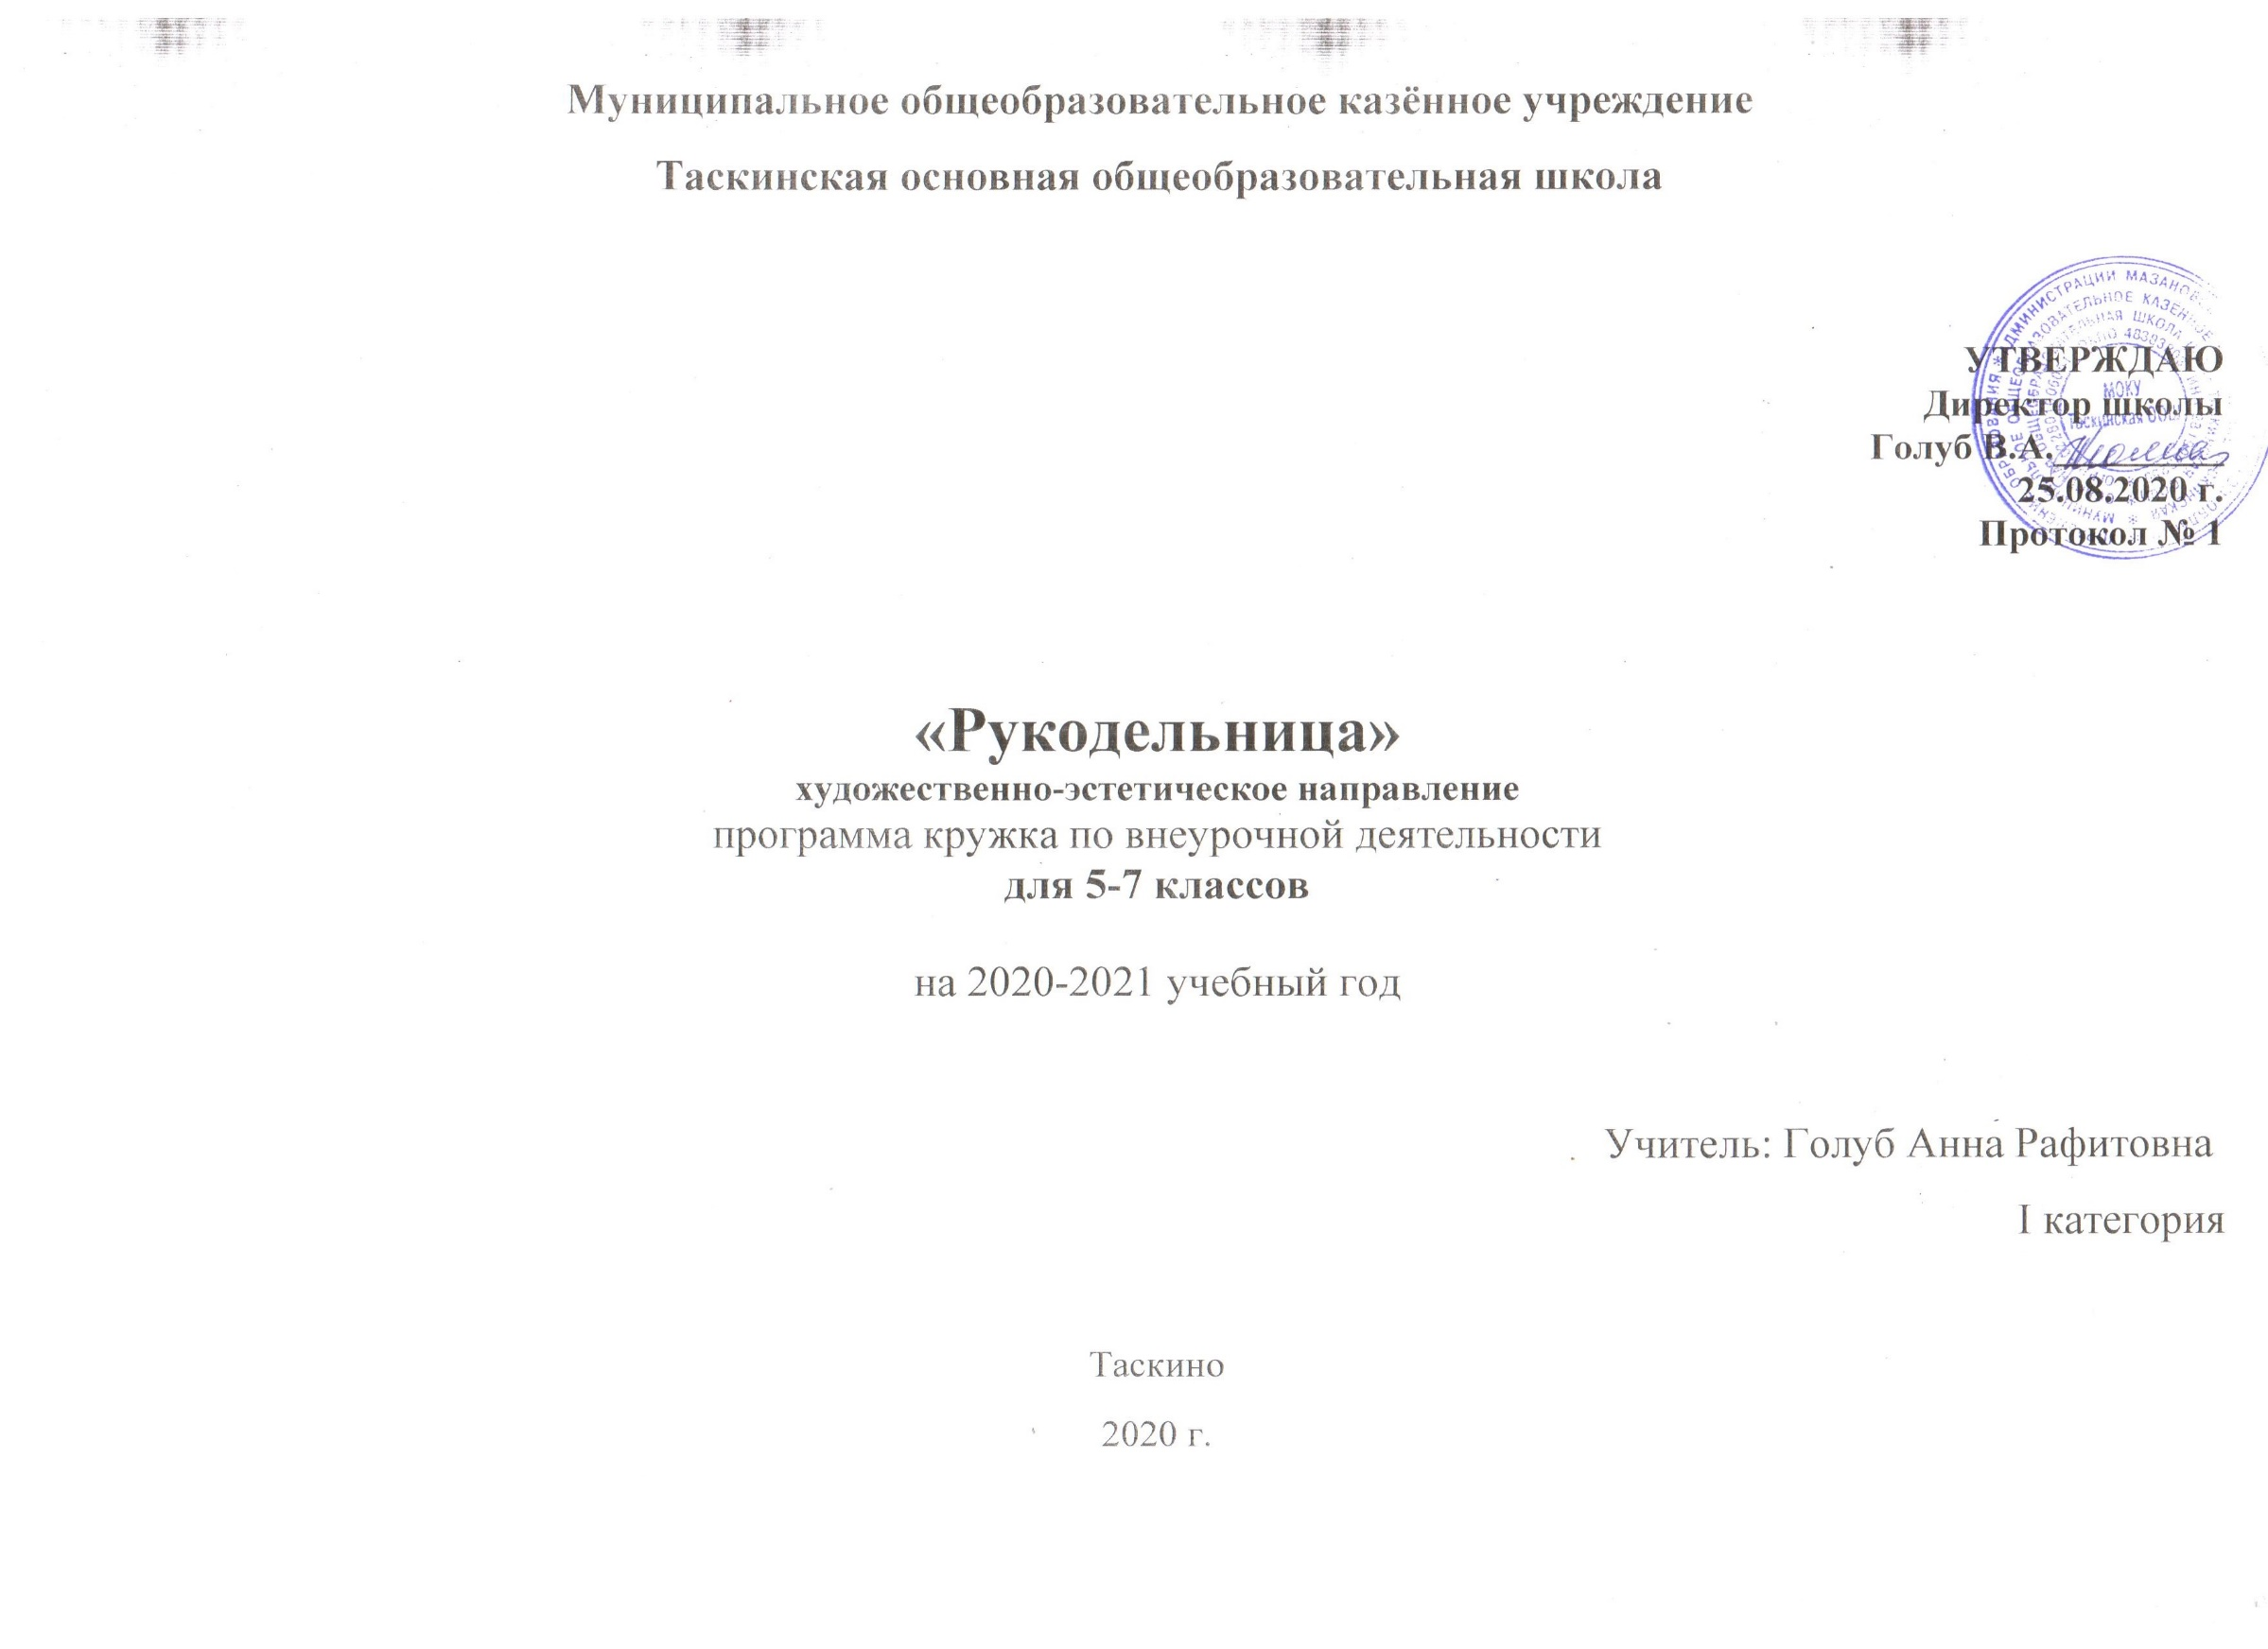 Муниципальное общеобразовательное казённое учреждение
Таскинская основная общеобразовательная школа
УТВЕРЖДАЮ
Директор школы
Голуб В.А.
25.08.2020 г.
Протокол № 1
МОКУ
Таскинская
«Рукодельница»
художественно-эстетическое направление
программа кружка по внеурочной деятельности
для 5-7 классов
на 2020-2021 учебный год
Учитель: Голуб Анна Рафитовна
I категория
Таскино
2020 г.